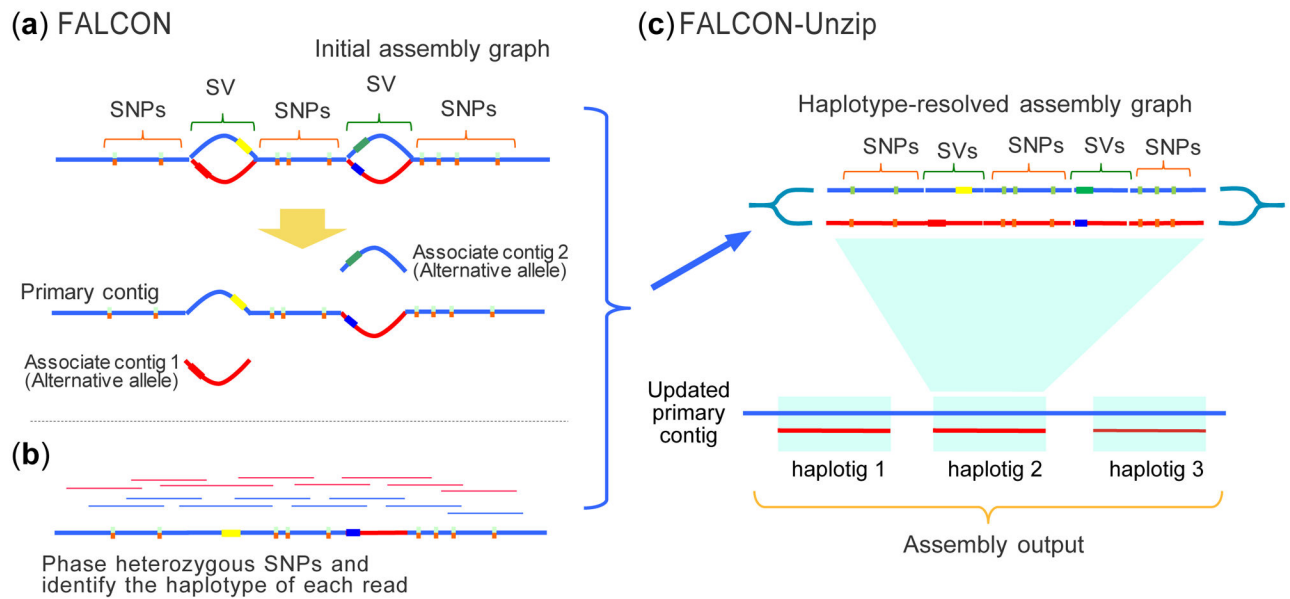 (a) FALCON
Initial assembly graph
SNPs
SV
SNPs
SV
SNPs
Associate contig 2
(Alternative allele)
Primary contig
Associate contig 1
(Alternative allele)
(b)
Phase heterozygous SNPs and
identify the haplotype of each read
(c) FALCON-Unzip
Haplotype-resolved assembly graph
SNPs
SVs
SNPs
SVs
SNPs
Updated
primary
contig
haplotig 1
haplotig 2
haplotig 3
Assembly output